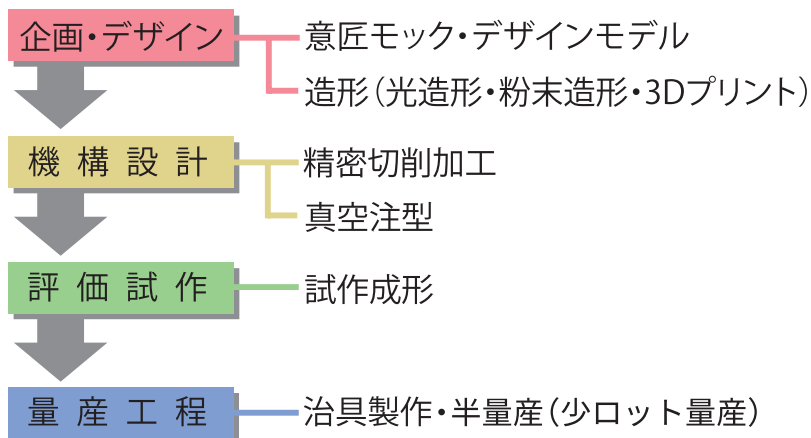 企画・デザイン
意匠モック・デザインモデル
造形（光造形・粉末造形・3Dプリント）
機構設計
精密切削加工
真空注型
評価試作
試作成形
量産工程
治具製作・半量産（少ロット量産）